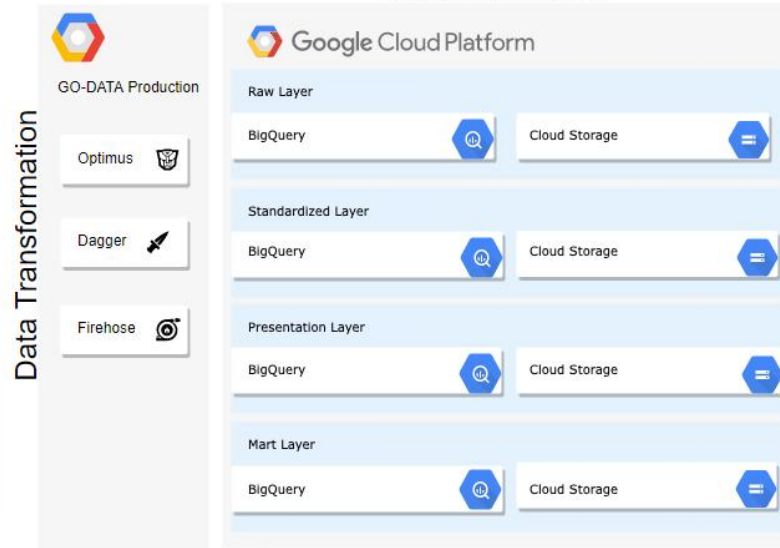 Data Transformation
GO-DATA Production
Optimus
Dagger
Firehose
Google Cloud Platform
Raw Layer
BigQuery
Cloud Storage
Standardized Layer
BigQuery
Cloud Storage
Presentation Layer
BigQuery
Cloud Storage
Mart Layer
BigQuery
Cloud Storage